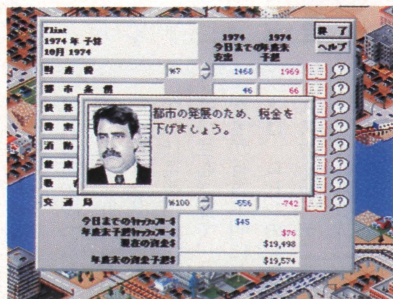 Flint
1974 年 予算
10月 1974
1974 1974
今日までの年度末
支出 予想
終 了
ヘルプ
財 産 税 %7 1468 1969
都 市 条 例 46 66
都市の発展のため、税金を
下げましょう。
交 通 局 %100 -556 -742
今日までのキャッシュフロー$ $45
年度末予想キャッシュフロー$ $76
現在の資金$ $19,498
年度末の資金予想$ $19,574